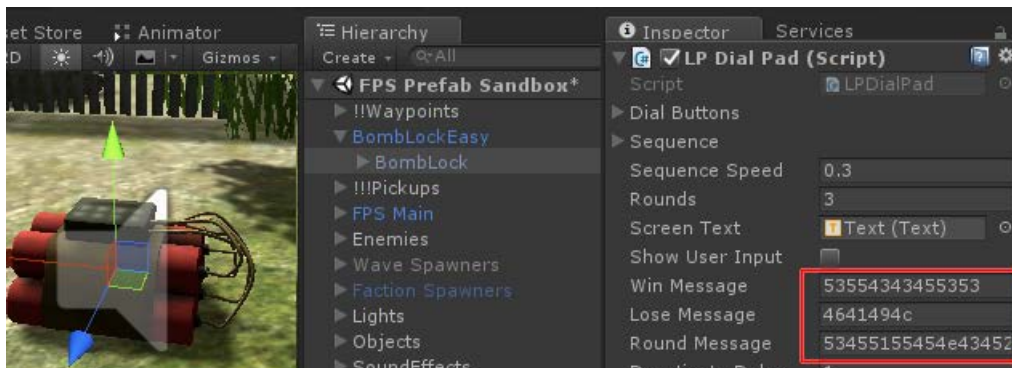 set Store Animator
D Gizmos
Hierarchy
Create All
FPS Prefab Sandbox*
!!Waypoints
BombLockEasy
BombLock
!!!Pickups
FPS Main
Enemies
Wave Spawners
Faction Spawners
Lights
Objects
SoundEffects
Inspector Services
LP Dial Pad (Script)
Script LPDialPad
Dial Buttons
Sequence
Sequence Speed 0.3
Rounds 3
Screen Text Text (Text)
Show User Input
Win Message 53554343455353
Lose Message 4641494c
Round Message 53455155454e43452